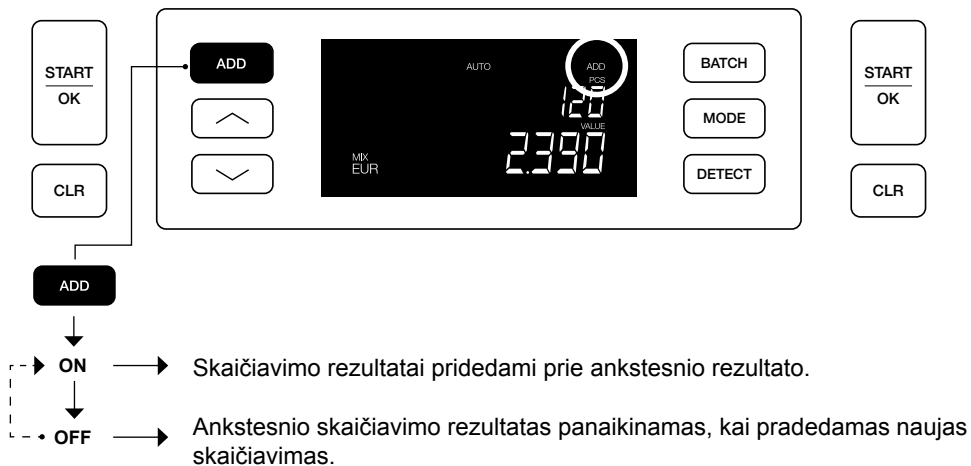 START
OK
CLR
ADD
AUTO
ADD
PCS
120
VALUE
2.390
MIX
EUR
BATCH
MODE
DETECT
START
OK
CLR
ADD
ON
Skaičiavimo rezultatai pridedami prie ankstesnio rezultato.
OFF
Ankstesnio skaičiavimo rezultatas panaikinamas, kai pradedamas naujas
skaičiavimas.